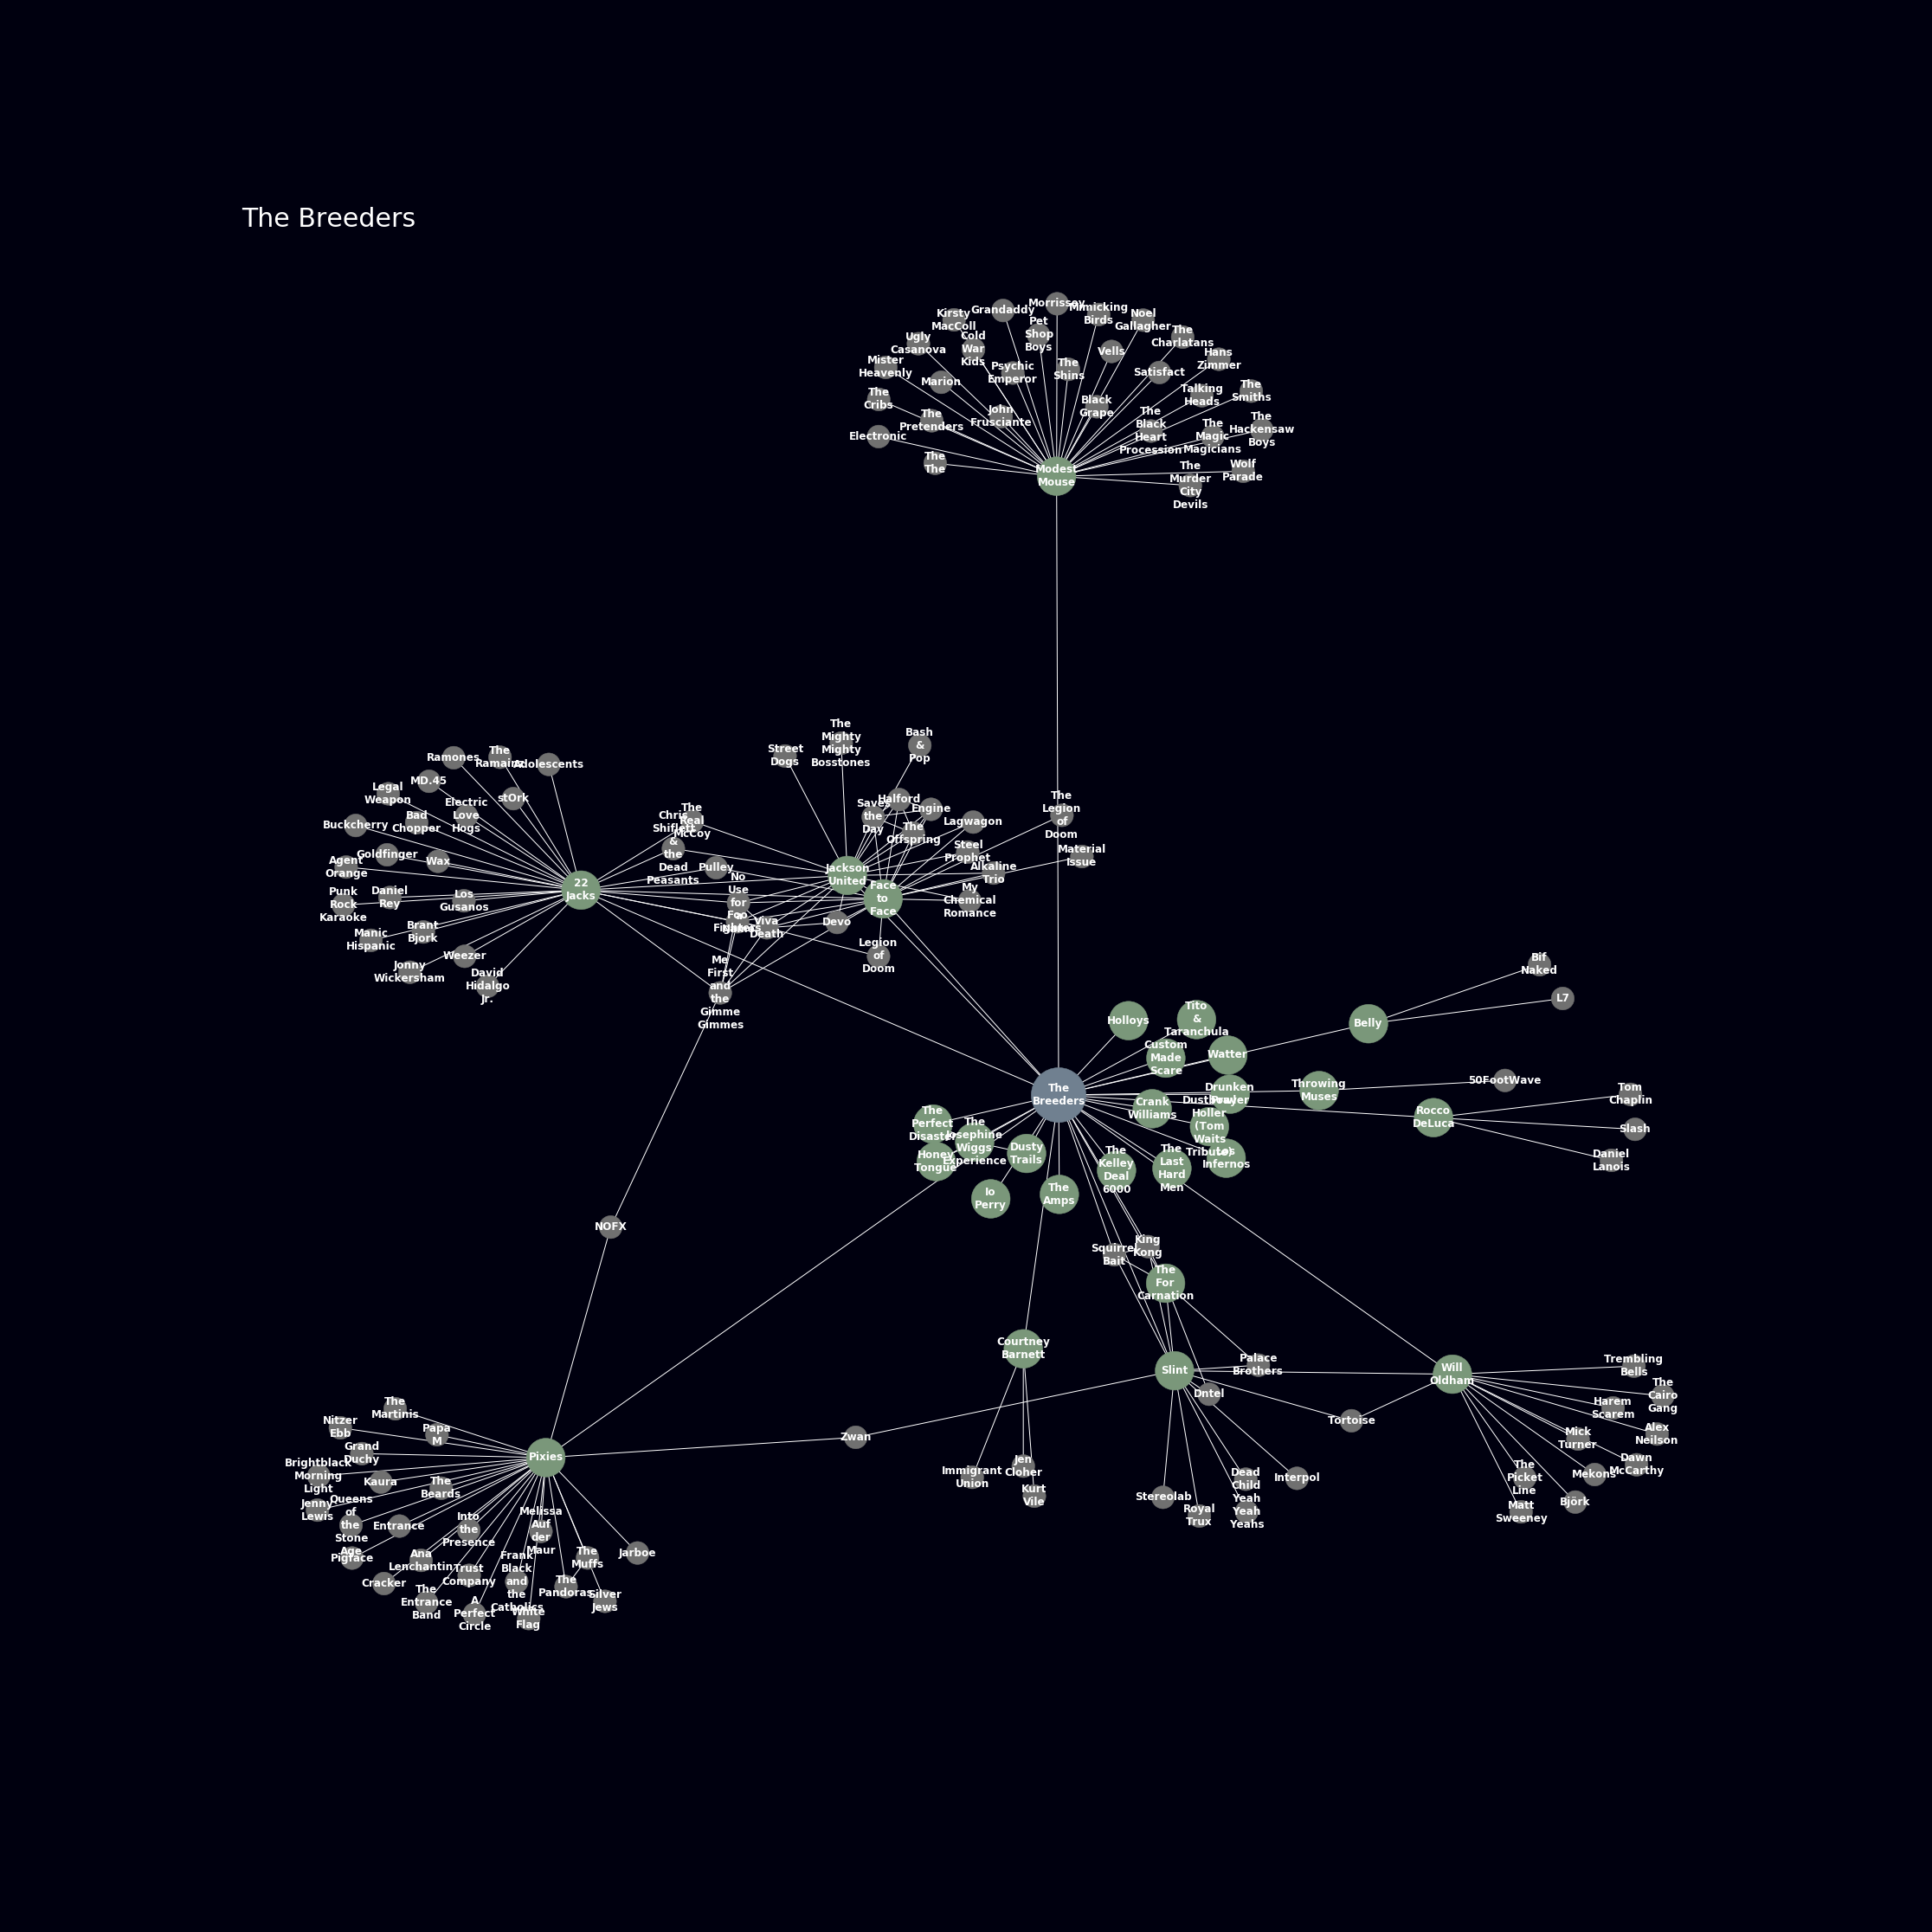 The Breeders
Morrissey
Grandaddy
Mimicking
Birds
Kirsty
MacColl
Noel
Gallagher
Pet
Shop
Boys
The
Charlatans
Ugly
Casanova
Cold
War
Kids
Vells
Hans
Zimmer
Mister
Heavenly
Psychic
Emperor
The
Shins
Satisfact
Marion
Talking
Heads
The
Smiths
The
Cribs
Black
Grape
John
Frusciante
The
Pretenders
The
Black
Heart
Procession
The
Magic
Magicians
The
Hackensaw
Boys
Electronic
The
The
Modest
Mouse
Wolf
Parade
The
Murder
City
Devils
The
Mighty
Mighty
Bosstones
Street
Dogs
Bash
&
Pop
Ramones
The
Ramainz
Adolescents
MD.45
Legal
Weapon
stOrk
Electric
Love
Hogs
Bad
Chopper
Buckcherry
Goldfinger
Wax
Agent
Orange
Punk
Rock
Karaoke
Daniel
Rey
Los
Gusanos
22
Jacks
Manic
Hispanic
Brant
Bjork
Weezer
Jonny
Wickersham
David
Hidalgo
Jr.
The
Real
McCoy
Chris
Shiflett
&
the
Dead
Peasants
Pulley
No
Use
for
a
Name
Foo
Fighters
Viva
Death
Me
First
and
the
Gimme
Gimmes
Saves
the
Day
Halford
Engine
The
Offspring
Lagwagon
Steel
Prophet
Alkaline
Trio
My
Chemical
Romance
The
Legion
of
Doom
Material
Issue
Jackson
United
Face
to
Face
Devo
Legion
of
Doom
Bif
Naked
L7
Belly
Holloys
Tito
&
Taranchula
Custom
Made
Scare
Watter
The
Breeders
Drunken
Prayer
Throwing
Muses
50FootWave
Crank
Williams
Dustbowl
Holler
(Tom
Waits
Tribute)
Rocco
DeLuca
Tom
Chaplin
Slash
Daniel
Lanois
Los
Infernos
The
Perfect
Disaster
The
Josephine
Wiggs
Experience
Honey
Tongue
Dusty
Trails
Io
Perry
The
Amps
The
Kelley
Deal
6000
The
Last
Hard
Men
NOFX
Squirrel
Bait
King
Kong
The
For
Carnation
Courtney
Barnett
Slint
Palace
Brothers
Dntel
Will
Oldham
Tortoise
Trembling
Bells
The
Cairo
Gang
Harem
Scarem
Alex
Neilson
Mick
Turner
Dawn
McCarthy
Mekons
The
Picket
Line
Björk
Matt
Sweeney
Zwan
Immigrant
Union
Jen
Cloher
Kurt
Vile
Stereolab
Royal
Trux
Dead
Child
Yeah
Yeah
Yeahs
Interpol
The
Martinis
Nitzer
Ebb
Papa
M
Grand
Duchy
Pixies
Brightblack
Morning
Light
Kaura
The
Beards
Jenny
Lewis
Queens
of
the
Stone
Age
Entrance
Into
the
Presence
Melissa
Auf
der
Maur
Pigface
Ana
Lenchantin
Trust
Company
Frank
Black
and
the
Catholics
The
Muffs
Jarboe
Cracker
The
Entrance
Band
The
Pandoras
Silver
Jews
A
Perfect
Circle
White
Flag